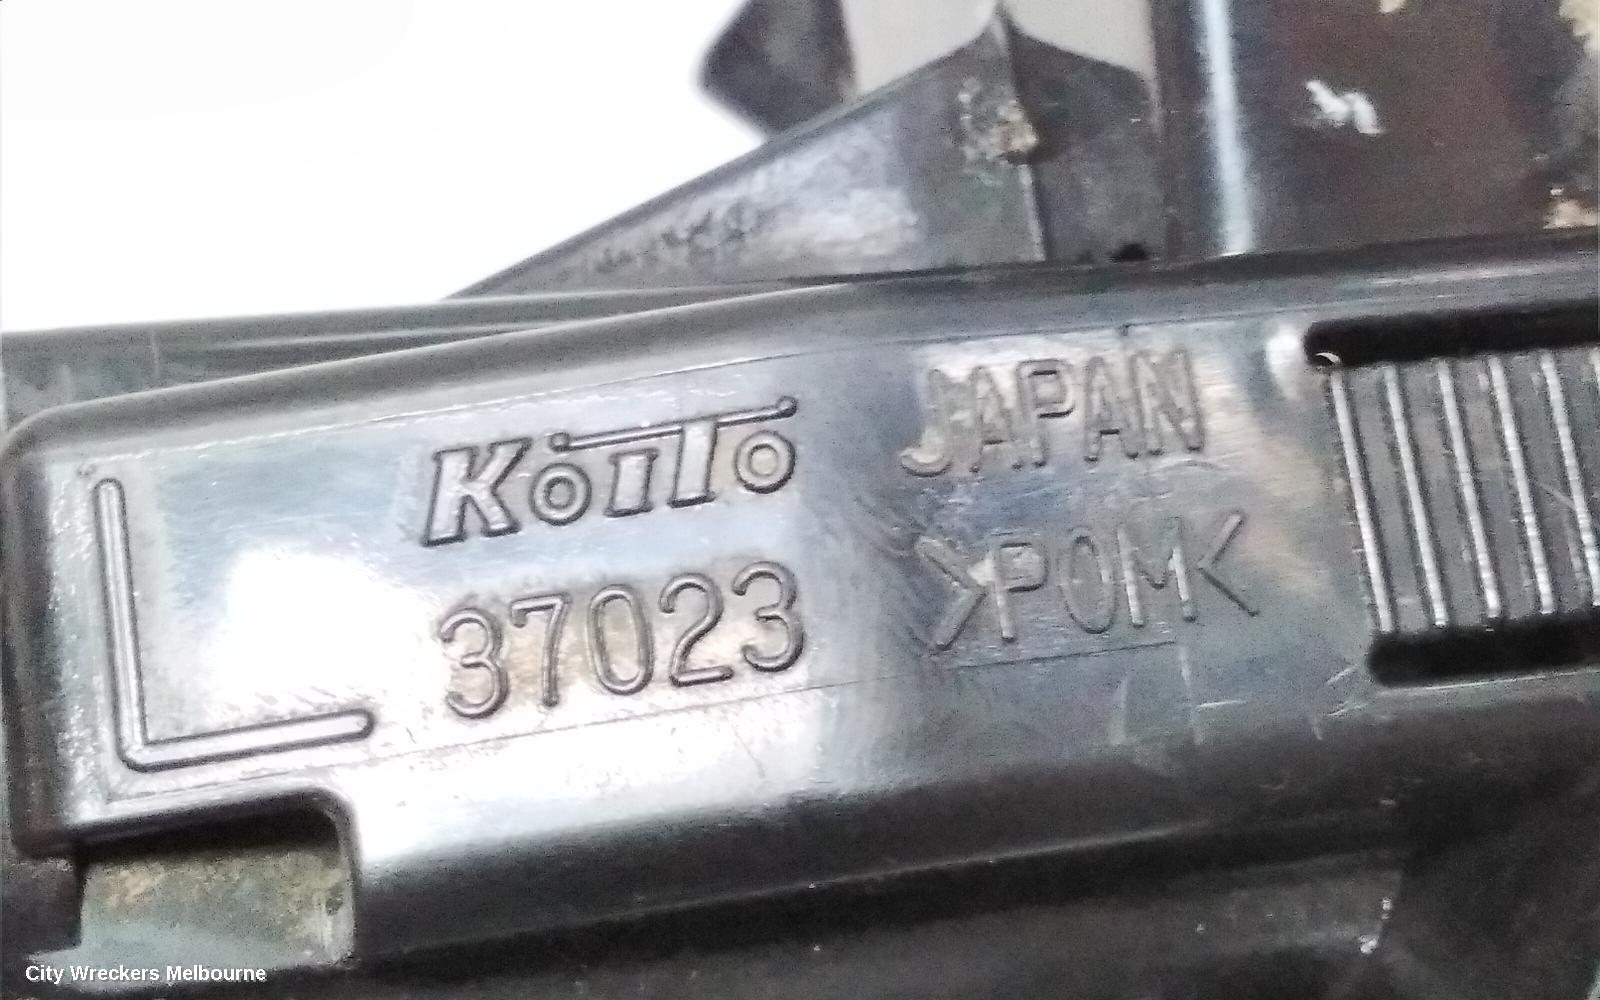 Koito JAPAN
L 37023 >POM<
City Wreckers Melbourne